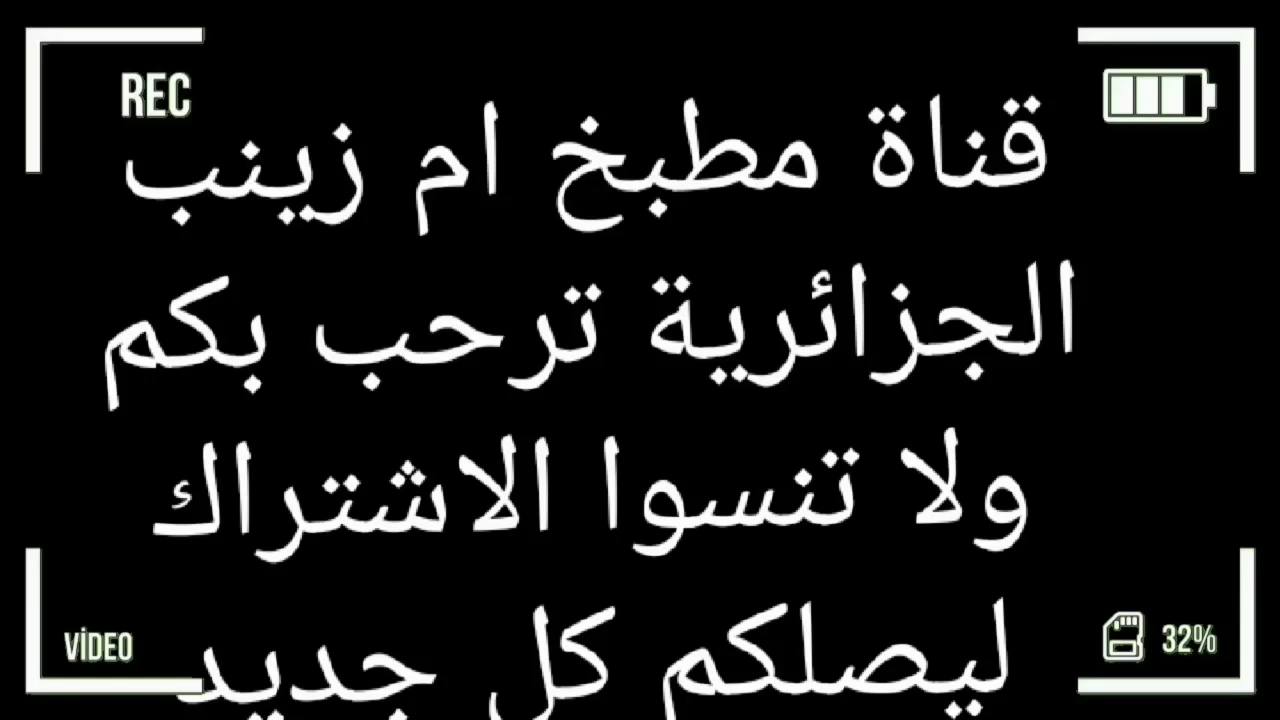 REC
قناة مطبخ ام زينب
الجزائرية ترحب بكم
ولا تنسوا الاشتراك
ليصلكم كل جديد
VİDEO
32%